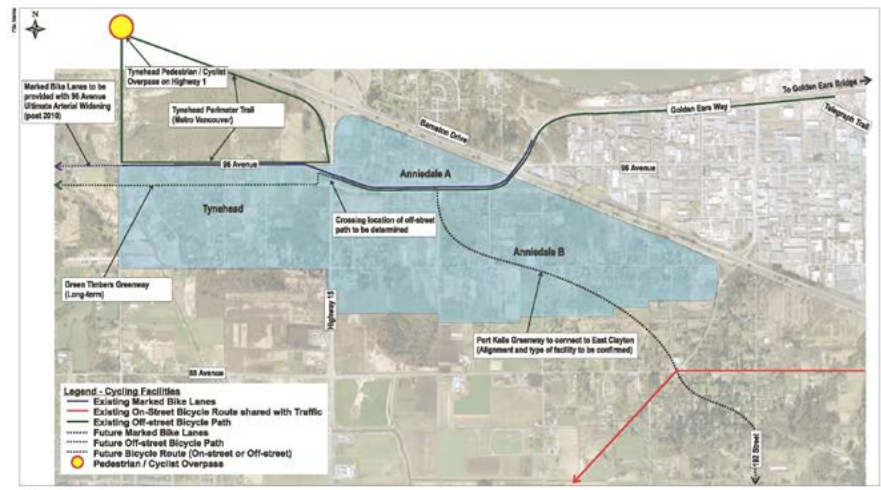 N
Tynehead Pedestrian / Cyclist
Overpass on Highway 1
Marked Bike Lanes to be
provided with 96 Avenue
Ultimate Arterial Widening
(post 2010)
Tynehead Perimeter Trail
(Metro Vancouver)
Barnston Drive
To Golden Ears Bridge
Golden Ears Way
Telegraph Trail
96 Avenue
96 Avenue
Anniedale A
Tynehead
Crossing location of off-street
path to be determined
Anniedale B
Green Timbers Greenway
(Long-term)
Highway 15
Port Kells Greenway to connect to East Clayton
(Alignment and type of facility to be confirmed)
88 Avenue
192 Street
Legend - Cycling Facilities
Existing Marked Bike Lanes
Existing On-Street Bicycle Route shared with Traffic
Existing Off-street Bicycle Path
Future Marked Bike Lanes
Future Off-street Bicycle Path
Future Bicycle Route (On-street or Off-street)
Pedestrian / Cyclist Overpass